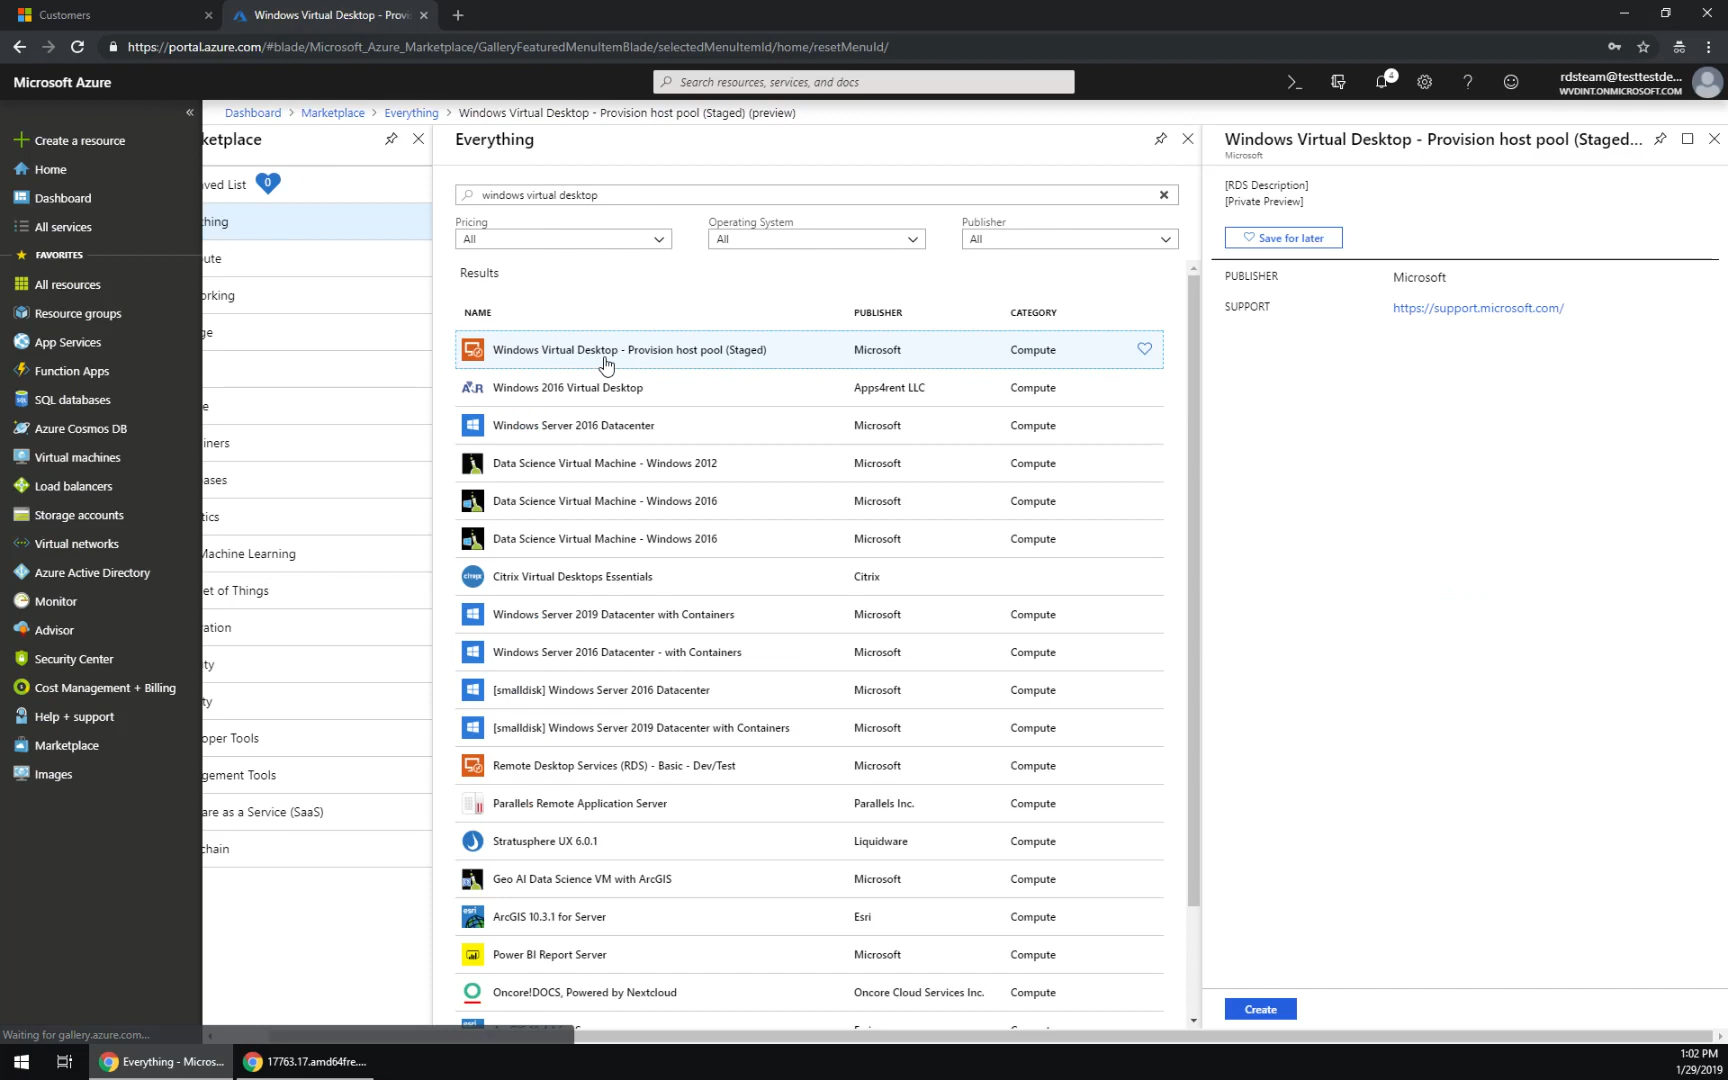 Customers
Windows Virtual Desktop - Provi
https://portal.azure.com/#blade/Microsoft_Azure_Marketplace/GalleryFeaturedMenuItemBlade/selectedMenuItemId/home/resetMenuId/
Microsoft Azure
Search resources, services, and docs
4
rdsteam@testtestde...
WVDINT.ONMICROSOFT.COM
Dashboard > Marketplace > Everything > Windows Virtual Desktop - Provision host pool (Staged) (preview)
Create a resource
Home
Dashboard
All services
FAVORITES
All resources
Resource groups
App Services
Function Apps
SQL databases
Azure Cosmos DB
Virtual machines
Load balancers
Storage accounts
Virtual networks
Azure Active Directory
Monitor
Advisor
Security Center
Cost Management + Billing
Help + support
Marketplace
Images
Waiting for gallery.azure.com...
ketplace
aved List 0
thing
ute
orking
ge
e
iners
ases
tics
Machine Learning
et of Things
ration
ty
ty
oper Tools
gement Tools
are as a Service (SaaS)
chain
Everything
windows virtual desktop
Pricing Operating System Publisher
All All All
Results
NAME PUBLISHER CATEGORY
Windows Virtual Desktop - Provision host pool (Staged) Microsoft Compute
A4R Windows 2016 Virtual Desktop Apps4rent LLC Compute
Windows Server 2016 Datacenter Microsoft Compute
Data Science Virtual Machine - Windows 2012 Microsoft Compute
Data Science Virtual Machine - Windows 2016 Microsoft Compute
Data Science Virtual Machine - Windows 2016 Microsoft Compute
citrix Citrix Virtual Desktops Essentials Citrix
Windows Server 2019 Datacenter with Containers Microsoft Compute
Windows Server 2016 Datacenter - with Containers Microsoft Compute
[smalldisk] Windows Server 2016 Datacenter Microsoft Compute
[smalldisk] Windows Server 2019 Datacenter with Containers Microsoft Compute
Remote Desktop Services (RDS) - Basic - Dev/Test Microsoft Compute
Parallels Remote Application Server Parallels Inc. Compute
Stratusphere UX 6.0.1 Liquidware Compute
Geo AI Data Science VM with ArcGIS Microsoft Compute
esri ArcGIS 10.3.1 for Server Esri Compute
Power BI Report Server Microsoft Compute
Oncore!DOCS, Powered by Nextcloud Oncore Cloud Services Inc. Compute
Windows Virtual Desktop - Provision host pool (Staged...
Microsoft
[RDS Description]
[Private Preview]
Save for later
PUBLISHER Microsoft
SUPPORT https://support.microsoft.com/
Create
Everything - Micros...
17763.17.amd64fre....
1:02 PM
1/29/2019